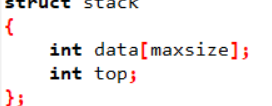 struct stack
{
    int data[maxsize];
    int top;
};